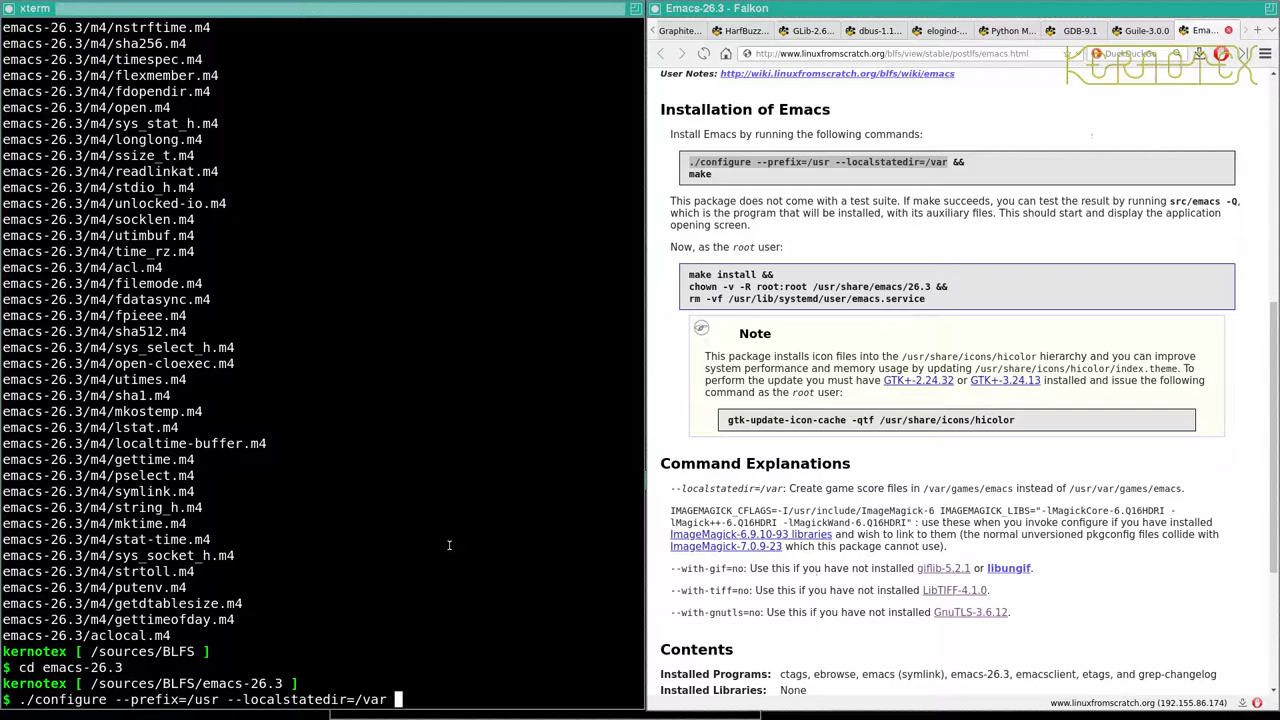 xterm
emacs-26.3/m4/nstrftime.m4
emacs-26.3/m4/sha256.m4
emacs-26.3/m4/timespec.m4
emacs-26.3/m4/flexmember.m4
emacs-26.3/m4/fdopendir.m4
emacs-26.3/m4/open.m4
emacs-26.3/m4/sys_stat_h.m4
emacs-26.3/m4/longlong.m4
emacs-26.3/m4/ssize_t.m4
emacs-26.3/m4/readlinkat.m4
emacs-26.3/m4/stdio_h.m4
emacs-26.3/m4/unlocked-io.m4
emacs-26.3/m4/socklen.m4
emacs-26.3/m4/utimbuf.m4
emacs-26.3/m4/time_rz.m4
emacs-26.3/m4/acl.m4
emacs-26.3/m4/filemode.m4
emacs-26.3/m4/fdatasync.m4
emacs-26.3/m4/fpieee.m4
emacs-26.3/m4/sha512.m4
emacs-26.3/m4/sys_select_h.m4
emacs-26.3/m4/open-cloexec.m4
emacs-26.3/m4/utimes.m4
emacs-26.3/m4/sha1.m4
emacs-26.3/m4/mkostemp.m4
emacs-26.3/m4/lstat.m4
emacs-26.3/m4/localtime-buffer.m4
emacs-26.3/m4/gettime.m4
emacs-26.3/m4/pselect.m4
emacs-26.3/m4/symlink.m4
emacs-26.3/m4/string_h.m4
emacs-26.3/m4/mktime.m4
emacs-26.3/m4/stat-time.m4
emacs-26.3/m4/sys_socket_h.m4
emacs-26.3/m4/strtoll.m4
emacs-26.3/m4/putenv.m4
emacs-26.3/m4/getdtablesize.m4
emacs-26.3/m4/gettimeofday.m4
emacs-26.3/aclocal.m4
kernotex [ /sources/BLFS ]
$ cd emacs-26.3
kernotex [ /sources/BLFS/emacs-26.3 ]
$ ./configure --prefix=/usr --localstatedir=/var
Emacs-26.3 - Falkon
Graphite... HarfBuzz... GLib-2.6... dbus-1.1... elogind-... Python M... GDB-9.1 Guile-3.0.0 Ema...
http://www.linuxfromscratch.org/blfs/view/stable/postlfs/emacs.html DuckDuckGo
KERNOTEX
User Notes: http://wiki.linuxfromscratch.org/blfs/wiki/emacs
Installation of Emacs
Install Emacs by running the following commands:
./configure --prefix=/usr --localstatedir=/var &&
make
This package does not come with a test suite. If make succeeds, you can test the result by running src/emacs -Q,
which is the program that will be installed, with its auxiliary files. This should start and display the application
opening screen.
Now, as the root user:
make install &&
chown -v -R root:root /usr/share/emacs/26.3 &&
rm -vf /usr/lib/systemd/user/emacs.service
Note
This package installs icon files into the /usr/share/icons/hicolor hierarchy and you can improve
system performance and memory usage by updating /usr/share/icons/hicolor/index.theme. To
perform the update you must have GTK+-2.24.32 or GTK+-3.24.13 installed and issue the following
command as the root user:
gtk-update-icon-cache -qtf /usr/share/icons/hicolor
Command Explanations
--localstatedir=/var: Create game score files in /var/games/emacs instead of /usr/var/games/emacs.
IMAGEMAGICK_CFLAGS=-I/usr/include/ImageMagick-6 IMAGEMAGICK_LIBS="-lMagickCore-6.Q16HDRI -
lMagick++-6.Q16HDRI -lMagickWand-6.Q16HDRI" : use these when you invoke configure if you have installed
ImageMagick-6.9.10-93 libraries and wish to link to them (the normal unversioned pkgconfig files collide with
ImageMagick-7.0.9-23 which this package cannot use).
--with-gif=no: Use this if you have not installed giflib-5.2.1 or libungif.
--with-tiff=no: Use this if you have not installed LibTIFF-4.1.0.
--with-gnutls=no: Use this if you have not installed GnuTLS-3.6.12.
Contents
Installed Programs: ctags, ebrowse, emacs (symlink), emacs-26.3, emacsclient, etags, and grep-changelog
Installed Libraries: None
www.linuxfromscratch.org (192.155.86.174)